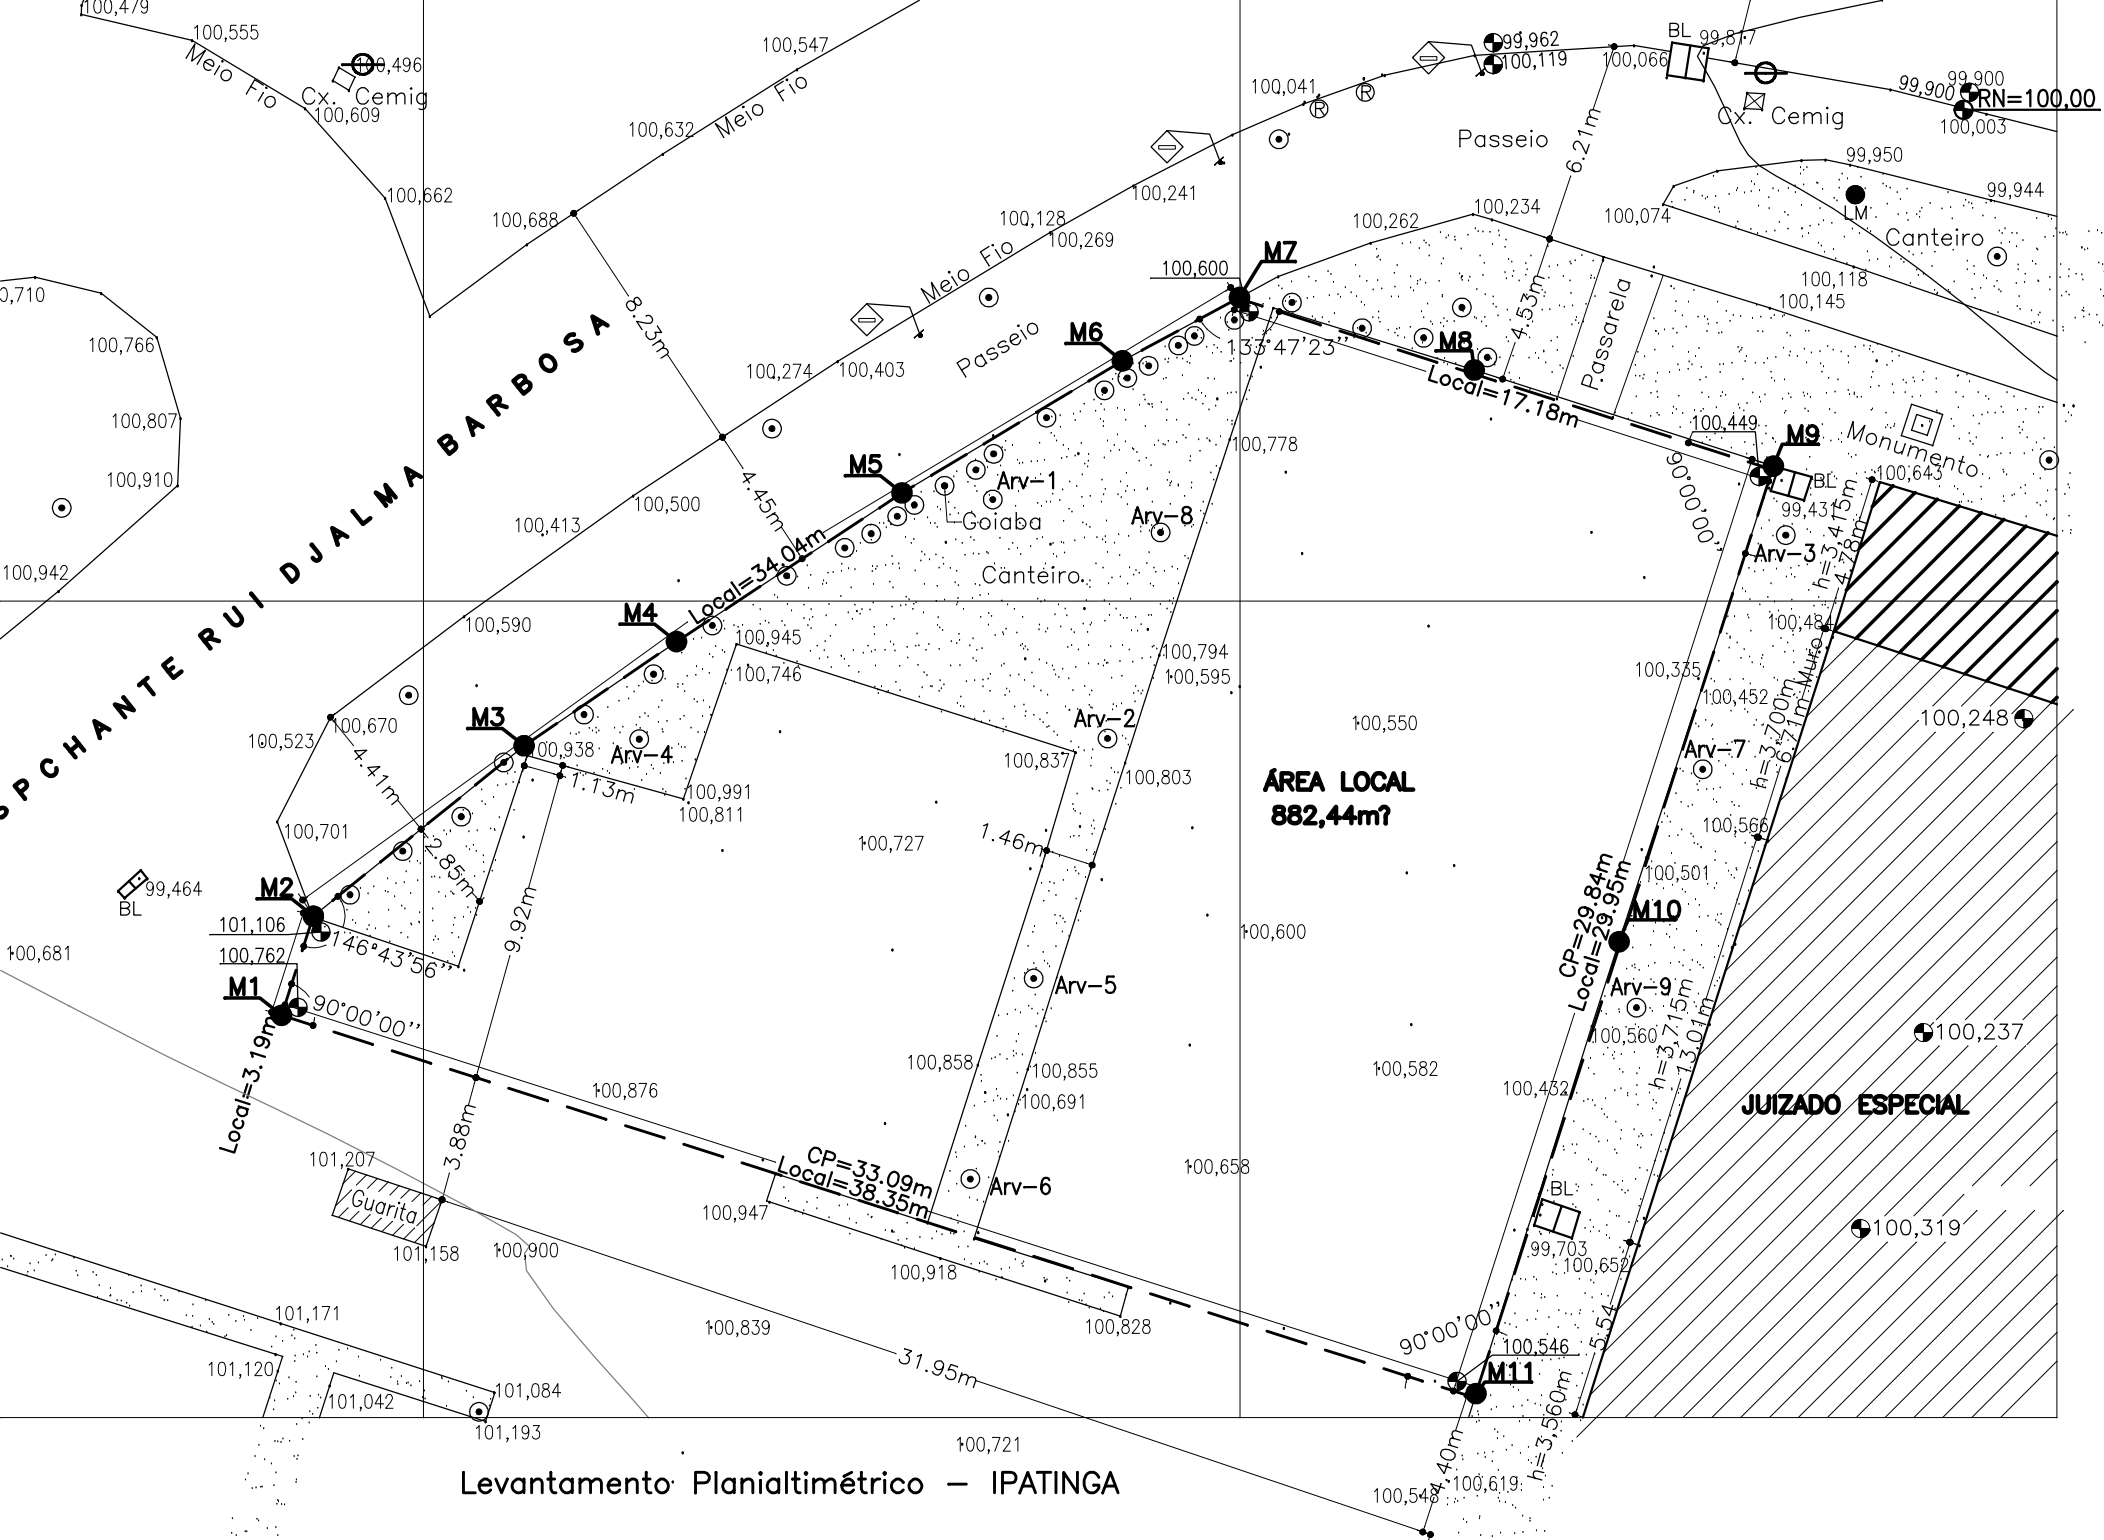 100,479
100,555
Meio Fio
100,496
Cx. Cemig
100,609
100,547
Meio Fio
100,632
100,662
100,688
99,962
100,119
100,041
R
R
100,066
BL
99,817
99,900
99,900
RN=100,00
100,003
Cx. Cemig
Passeio
6.21m
99,950
99,944
LM
Canteiro
100,074
100,118
100,145
100,241
100,128
100,269
Meio Fio
100,262
100,234
100,600
M7
4.53m
Passarela
100,710
100,766
100,807
100,910
100,942
8.23m
SPCHANTE RUI DJALMA BARBOSA
100,274
100,403
Passeio
M6
133°47'23''
M8
Local=17.18m
100,449
M9
Monumento
100,643
BL
99,431
90°00'00''
Arv-3
h=3,415m
4.78m
100,778
M5
Arv-1
Goiaba
Arv-8
4.45m
100,500
100,413
Local=34.04m
Canteiro
100,590
M4
100,945
100,746
100,794
100,595
100,484
Muro
100,335
100,452
h=3,700m
6.71m
100,248
100,670
100,523
M3
100,938
Arv-4
4.41m
1.13m
100,991
100,811
Arv-2
100,837
100,803
100,550
ÁREA LOCAL
882,44m?
Arv-7
100,566
100,701
2.85m
100,727
1.46m
100,501
CP=29.84m
Local=29.95m
M10
99,464
BL
M2
101,106
100,762
146°43'56''
9.92m
100,681
100,600
M1
90°00'00''
Arv-5
Arv-9
100,560
h=3,715m
13.01m
100,237
Local=3.19m
100,876
100,858
100,855
100,691
100,582
100,432
JUIZADO ESPECIAL
3.88m
101,207
Guarita
101,158
CP=33.09m
Local=38.35m
Arv-6
100,658
BL
99,703
100,652
100,319
100,947
100,900
100,918
100,839
100,828
90°00'00''
100,546
M11
5.54
101,171
101,120
101,042
101,084
101,193
31.95m
h=3,560m
4.40m
100,721
100,548
100,619
Levantamento Planialtimétrico - IPATINGA